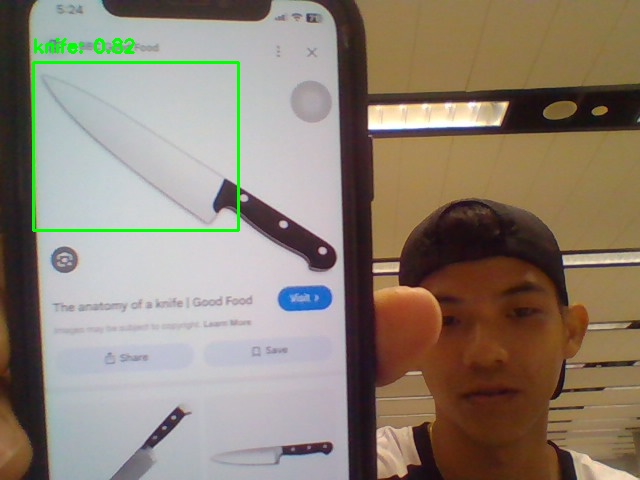 5:24
knife: 0.82
Food
The anatomy of a knife | Good Food
Visit >
Images may be subject to copyright. Learn More
Share
Save